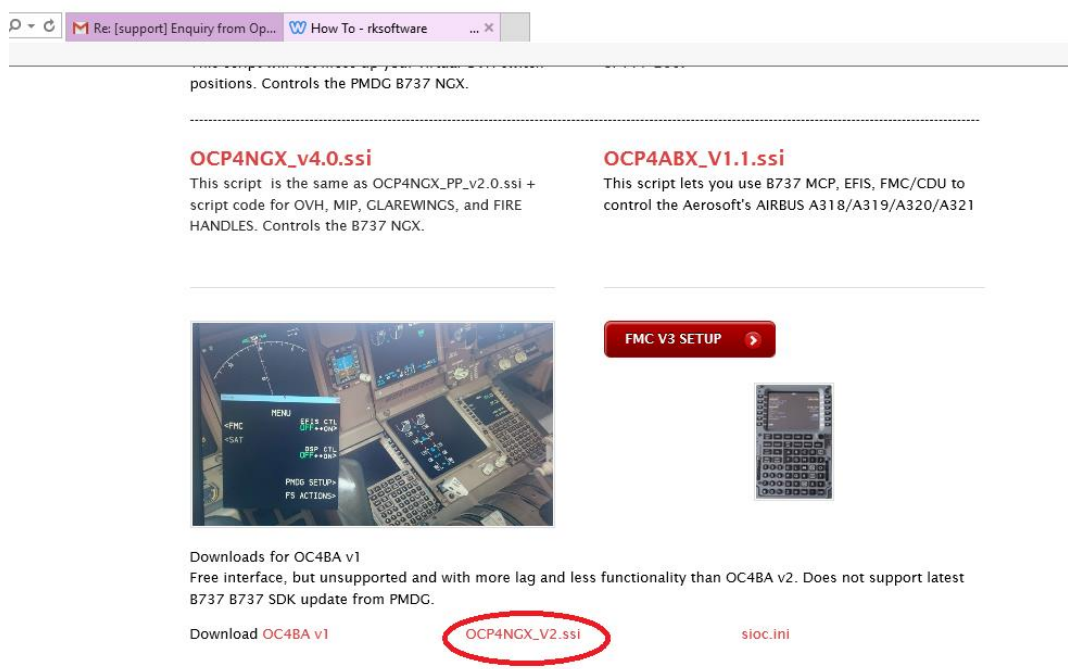 Re: [support] Enquiry from Op...
How To - rksoftware ...
positions. Controls the PMDG B737 NGX.
OCP4NGX_v4.0.ssi
This script is the same as OCP4NGX_PP_v2.0.ssi +
script code for OVH, MIP, GLAREWINGS, and FIRE
HANDLES. Controls the B737 NGX.
OCP4ABX_V1.1.ssi
This script lets you use B737 MCP, EFIS, FMC/CDU to
control the Aerosoft's AIRBUS A318/A319/A320/A321
MENU
EFIS CTL
<FMC OFF↔ON>
<SAT
DSP CTL
OFF↔ON>
PMDG SETUP>
FS ACTIONS>
FMC V3 SETUP
Downloads for OC4BA v1
Free interface, but unsupported and with more lag and less functionality than OC4BA v2. Does not support latest
B737 B737 SDK update from PMDG.
Download OC4BA v1 OCP4NGX_V2.ssi sioc.ini